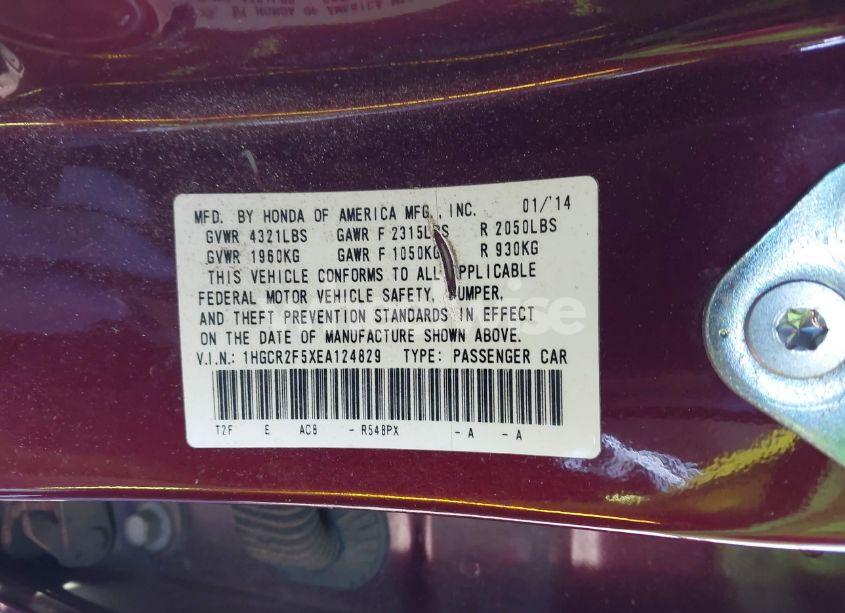 MFD. BY HONDA OF AMERICA MFG., INC. 01/'14
GVWR 4321LBS GAWR F 2315LBS R 2050LBS
GVWR 1960KG GAWR F 1050KG R 930KG
THIS VEHICLE CONFORMS TO ALL APPLICABLE
FEDERAL MOTOR VEHICLE SAFETY, BUMPER,
AND THEFT PREVENTION STANDARDS IN EFFECT
ON THE DATE OF MANUFACTURE SHOWN ABOVE.
V.I.N.: 1HGCR2F5XEA124829 TYPE: PASSENGER CAR
T2F E AC8 - R548PX - A - A